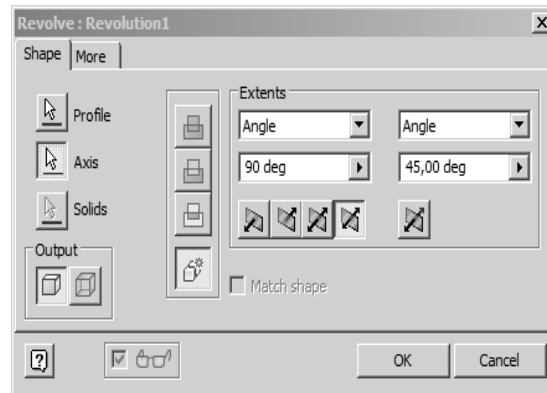 Revolve : Revolution1
Shape More
Extents
Profile
Angle Angle
Axis
90 deg 45,00 deg
Solids
Output
Match shape
OK Cancel